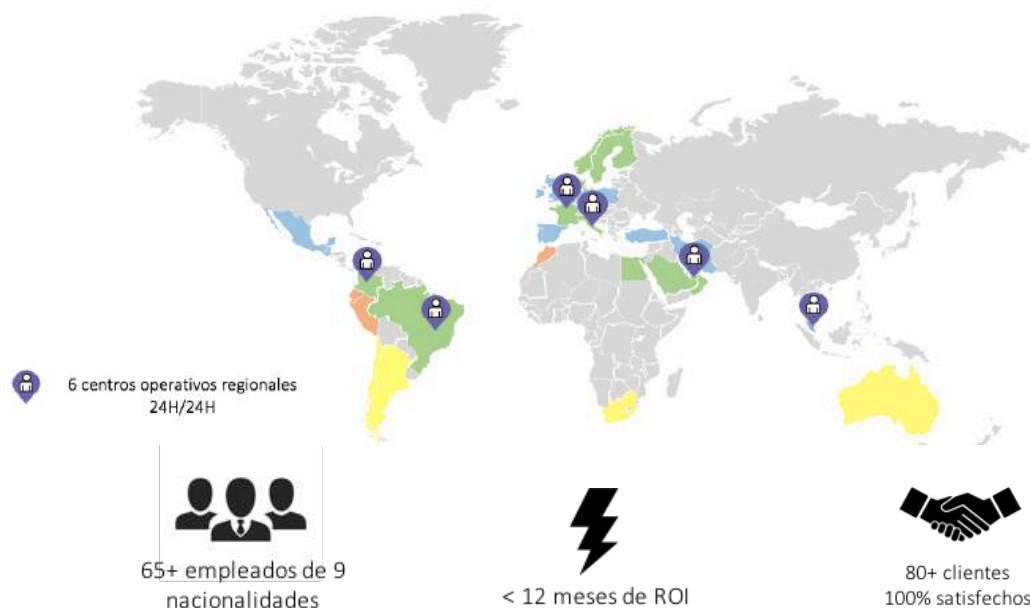 6 centros operativos regionales
24H/24H
65+ empleados de 9
nacionalidades
< 12 meses de ROI
80+ clientes
100% satisfechos